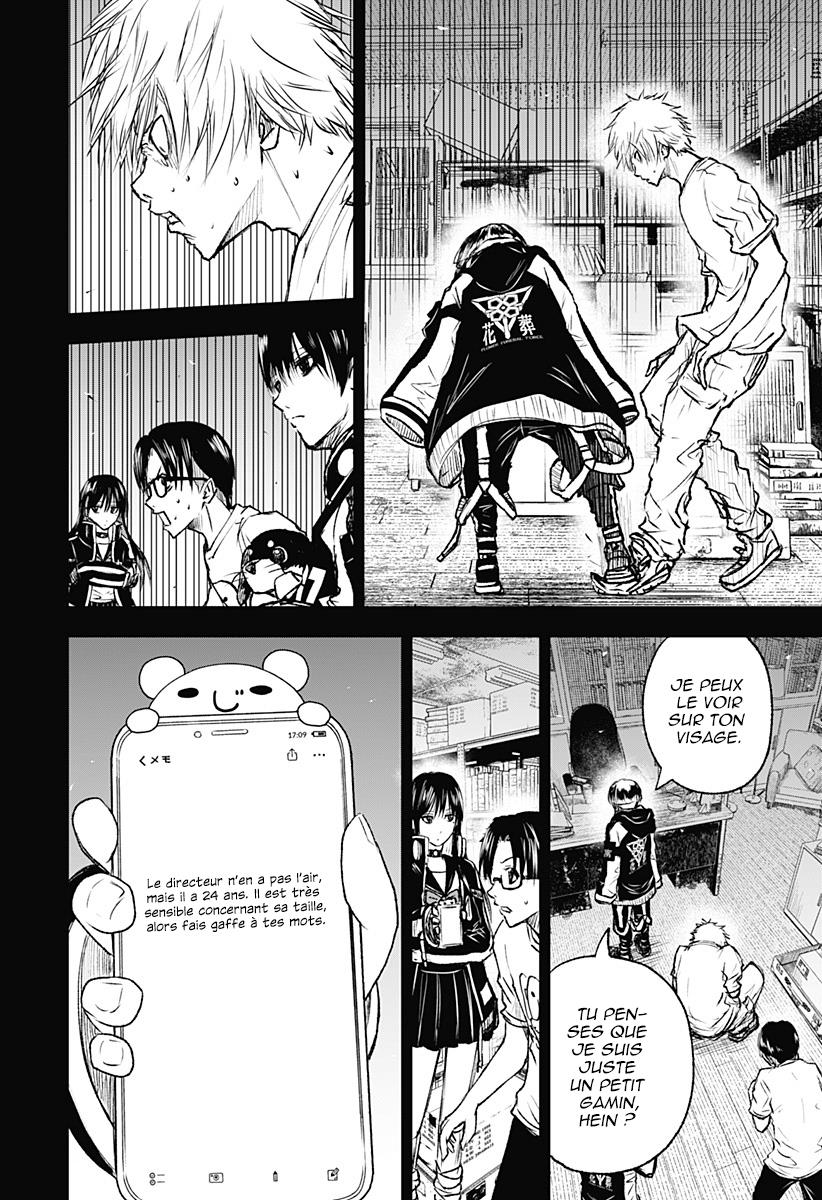 花 葬
FLOWER FUNERAL FORCE
JE PEUX
LE VOIR
SUR TON
VISAGE.
TU PEN-
SES QUE
JE SUIS
JUSTE
UN PETIT
GAMIN,
HEIN ?
17:09
メモ
Le directeur n'en a pas l'air,
mais il a 24 ans. Il est très
sensible concernant sa taille,
alors fais gaffe à tes mots.